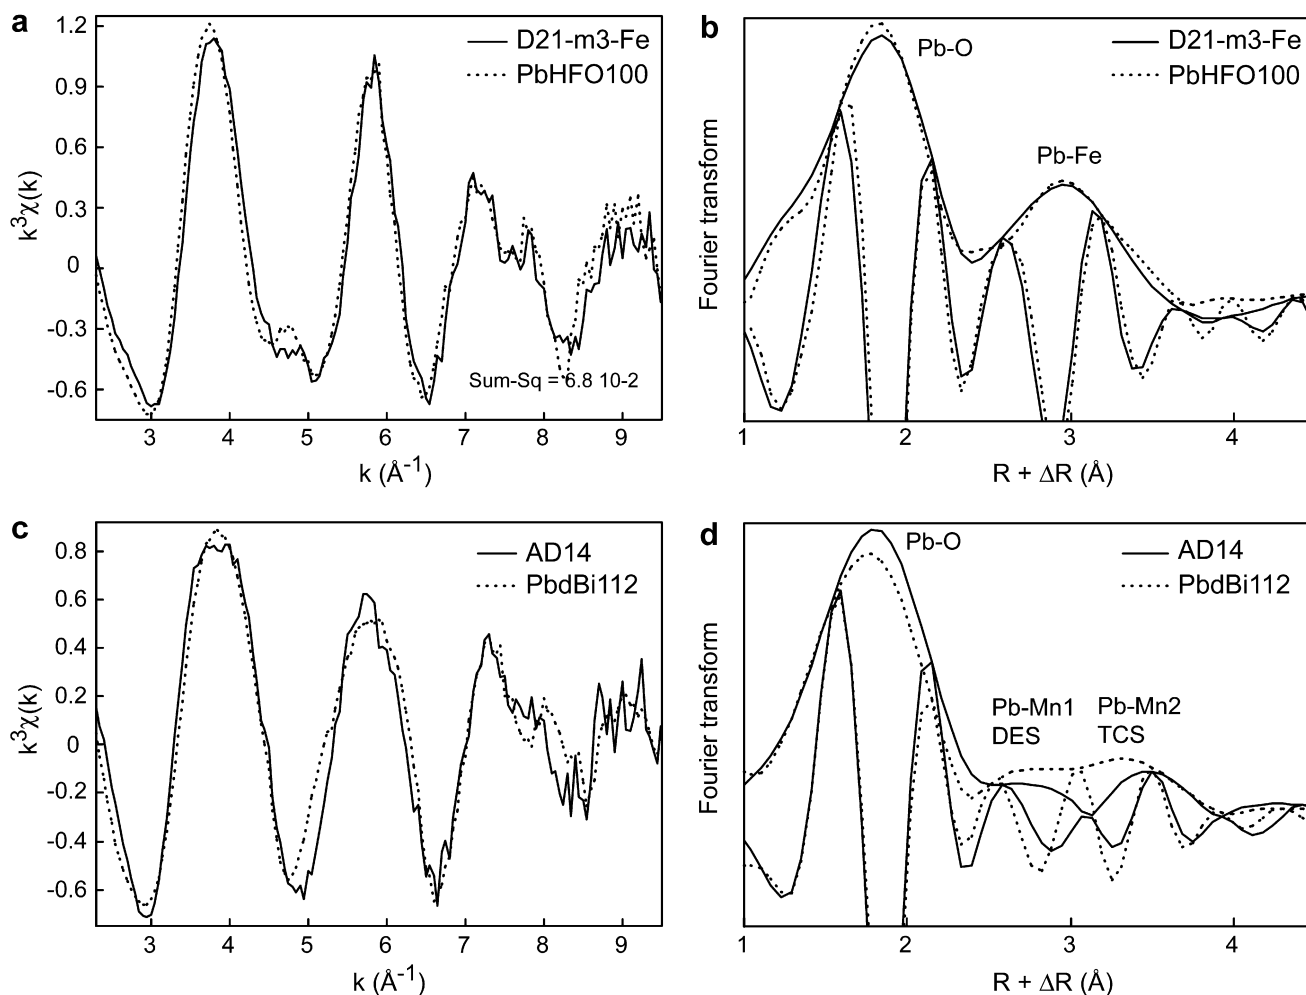 a
1.2
0.9
0.6
0.3
0
-0.3
-0.6
k3χ(k)
D21-m3-Fe
PbHFO100
Sum-Sq = 6.8 10-2
3 4 5 6 7 8 9
k (Å-1)
b
Fourier transform
Pb-O
D21-m3-Fe
PbHFO100
Pb-Fe
1 2 3 4
R + ΔR (Å)
c
0.8
0.6
0.4
0.2
0
-0.2
-0.4
-0.6
k3χ(k)
AD14
PbdBi112
3 4 5 6 7 8 9
k (Å-1)
d
Fourier transform
Pb-O
AD14
PbdBi112
Pb-Mn1
DES
Pb-Mn2
TCS
1 2 3 4
R + ΔR (Å)